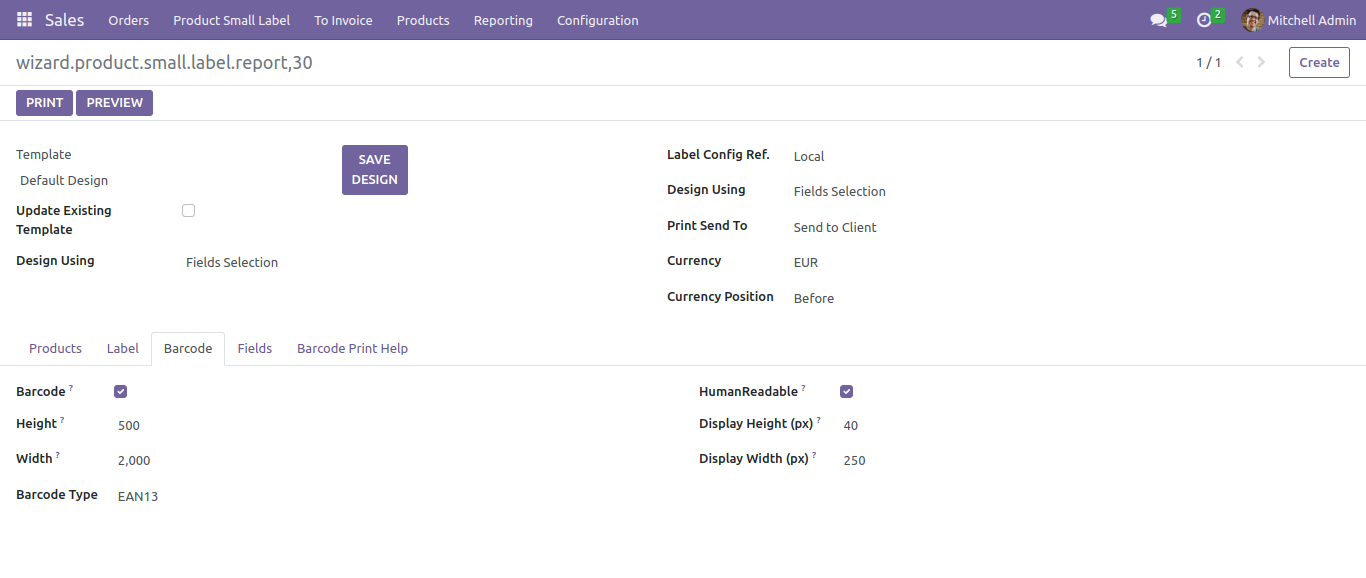 Sales Orders Product Small Label To Invoice Products Reporting Configuration 5 2 Mitchell Admin
wizard.product.small.label.report,30 1 / 1 Create
PRINT PREVIEW
Template
Default Design
SAVE
DESIGN
Update Existing
Template
Design Using Fields Selection
Label Config Ref. Local
Design Using Fields Selection
Print Send To Send to Client
Currency EUR
Currency Position Before
Products Label Barcode Fields Barcode Print Help
Barcode ?
Height ? 500
Width ? 2,000
Barcode Type EAN13
HumanReadable ?
Display Height (px) ? 40
Display Width (px) ? 250